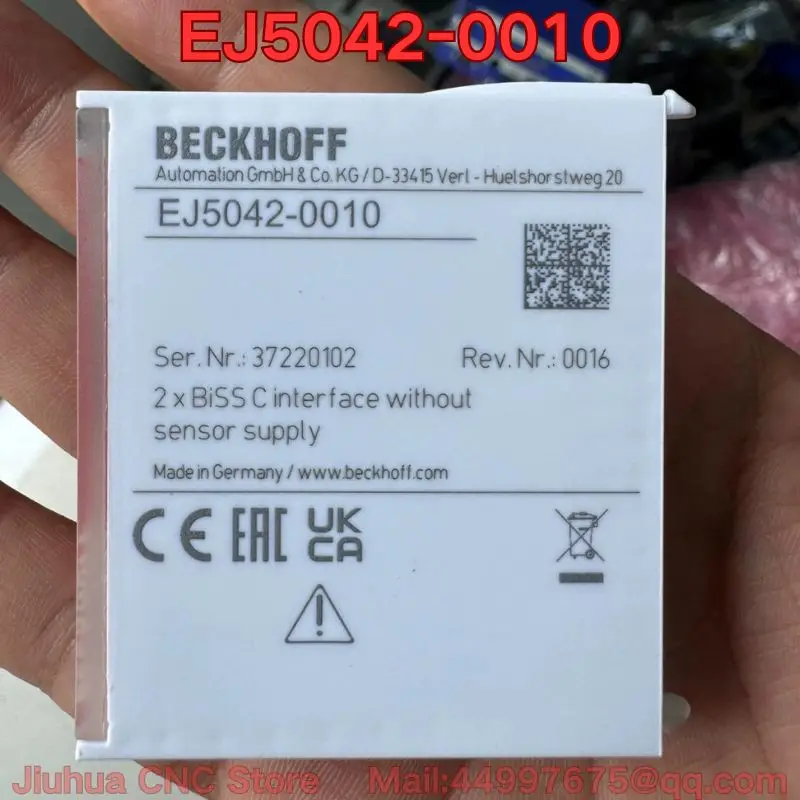 EJ5042-0010
BECKHOFF
Automation GmbH & Co. KG / D-33415 Verl - Huelshorstweg 20
EJ5042-0010
Ser. Nr.: 37220102 Rev. Nr.: 0016
2 x BiSS C interface without
sensor supply
Made in Germany / www.beckhoff.com
CE EAC UK
CA
Jiuhua CNC Store Mail:44997675@qq.com